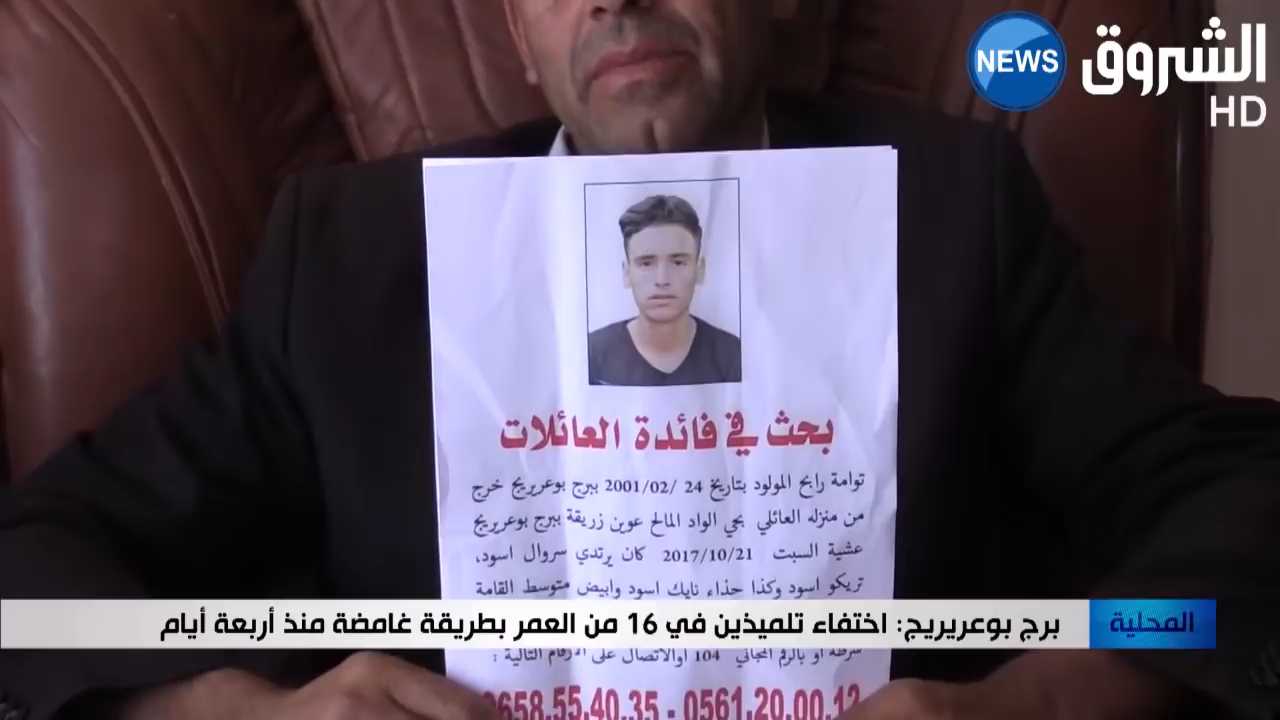 NEWS الشروق
HD
بحث في فائدة العائلات
توامة رابح المولود بتاريخ 24 /2001/02 ببرج بوعريريج خرج
من منزله العائلي بحي الواد المالح عوين زريقة ببرج بوعريريج
عشية السبت 2017/10/21 كان يرتدي سروال اسود،
تريكو اسود وكذا حذاء نايك اسود وابيض متوسط القامة
المحلية برج بوعريريج: اختفاء تلميذين في 16 من العمر بطريقة غامضة منذ أربعة أيام
شرطة او بالرقم المجاني 104 اوالاتصال على الارقام التالية :
0658.55.40.35 - 0561.20.00.12